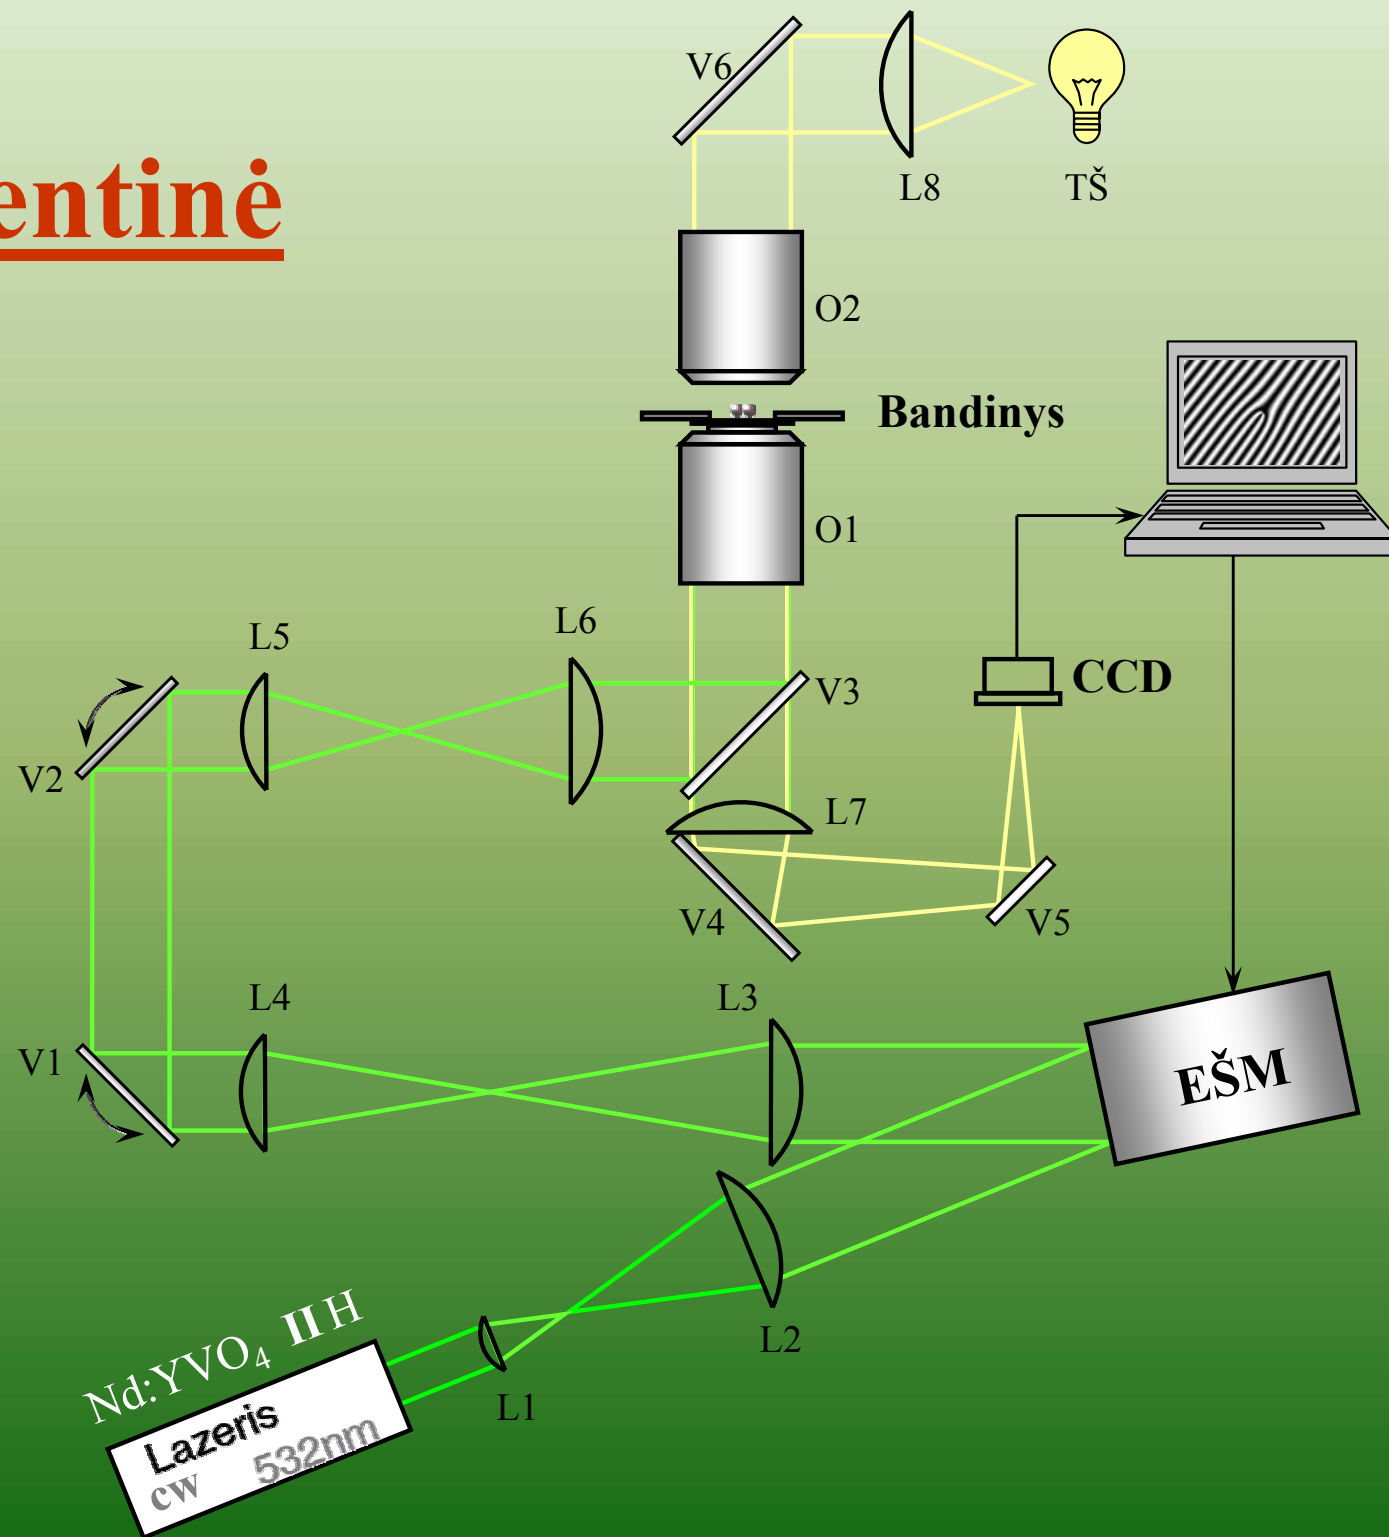 V6
L8
TŠ
entinė
O2
Bandinys
O1
L6
L5
V3
CCD
V2
L7
V4
V5
L4
L3
V1
EŠM
L2
Nd:YVO₄ II H
L1
Lazeris
cw 532nm